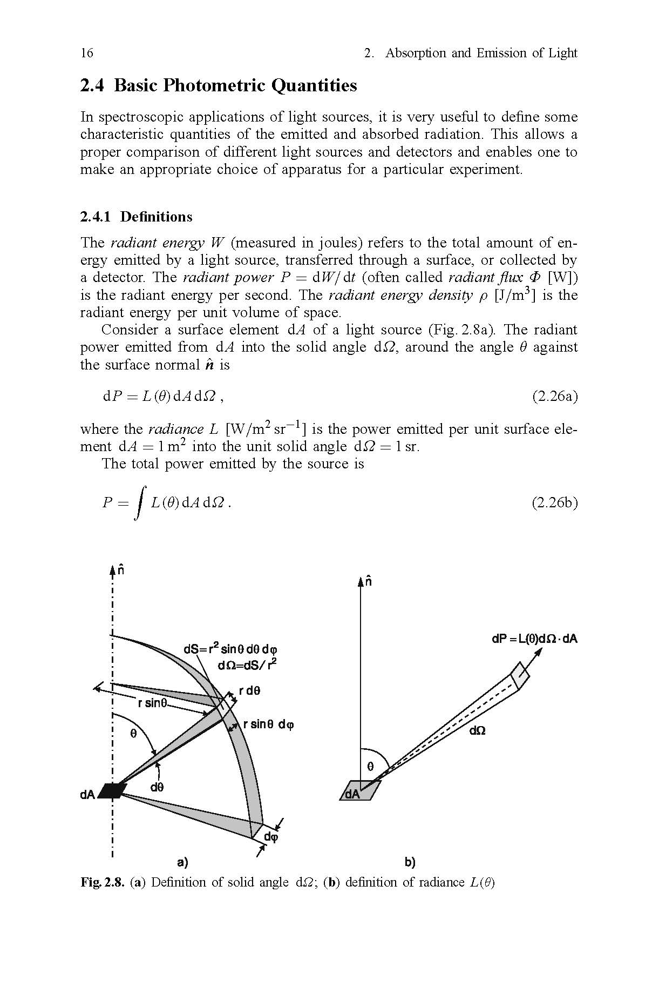 16 2. Absorption and Emission of Light
2.4 Basic Photometric Quantities
In spectroscopic applications of light sources, it is very useful to define some
characteristic quantities of the emitted and absorbed radiation. This allows a
proper comparison of different light sources and detectors and enables one to
make an appropriate choice of apparatus for a particular experiment.
2.4.1 Definitions
The radiant energy W (measured in joules) refers to the total amount of en-
ergy emitted by a light source, transferred through a surface, or collected by
a detector. The radiant power P = dW/dt (often called radiant flux Φ [W])
is the radiant energy per second. The radiant energy density ρ [J/m³] is the
radiant energy per unit volume of space.
Consider a surface element dA of a light source (Fig. 2.8a). The radiant
power emitted from dA into the solid angle dΩ, around the angle θ against
the surface normal n̂ is
dP = L(θ)dAdΩ , (2.26a)
where the radiance L [W/m² sr⁻¹] is the power emitted per unit surface ele-
ment dA = 1 m² into the unit solid angle dΩ = 1 sr.
The total power emitted by the source is
P = ∫ L(θ)dAdΩ . (2.26b)
n̂
dS=r² sinθ dθ dφ
dΩ=dS/r²
r dθ
r sinθ
r sinθ dφ
θ
dθ
dA
dφ
a)
n̂
dP =L(θ)dΩ·dA
dΩ
θ
dA
b)
Fig. 2.8. (a) Definition of solid angle dΩ; (b) definition of radiance L(θ)